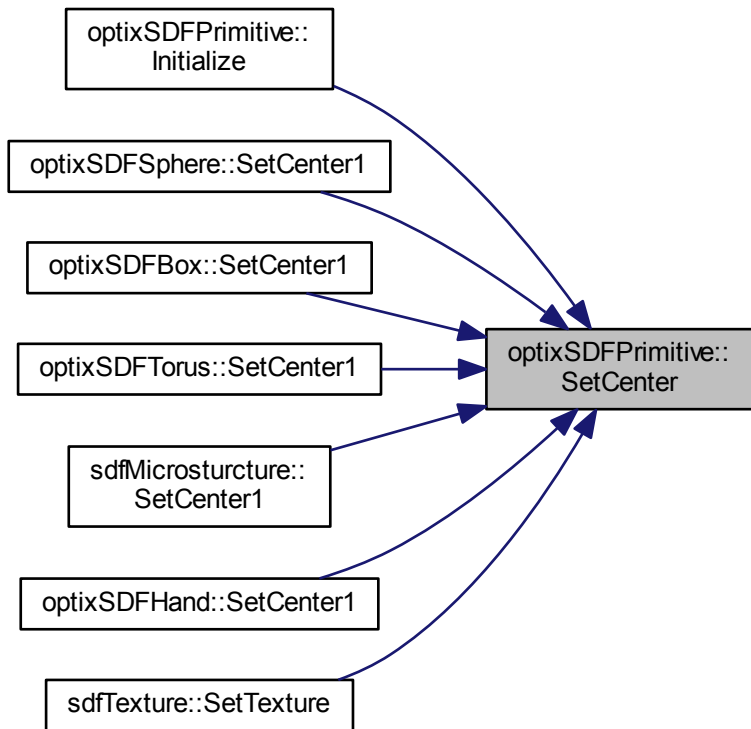 optixSDFPrimitive::
Initialize
optixSDFSphere::SetCenter1
optixSDFBox::SetCenter1
optixSDFTorus::SetCenter1
optixSDFPrimitive::
SetCenter
sdfMicrosturcture::
SetCenter1
optixSDFHand::SetCenter1
sdfTexture::SetTexture